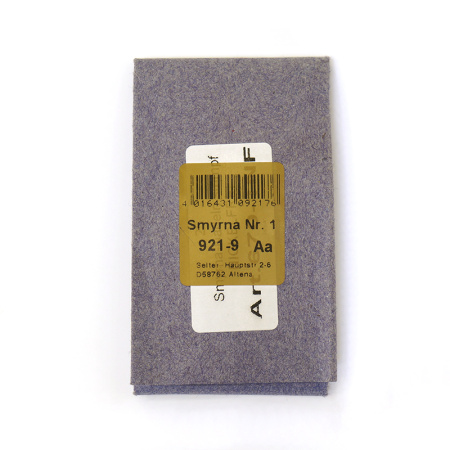 4 016431 092176
Smyrna Nr. 1
921-9 Aa
Selter Hauptstr 2-6
D58762 Altena